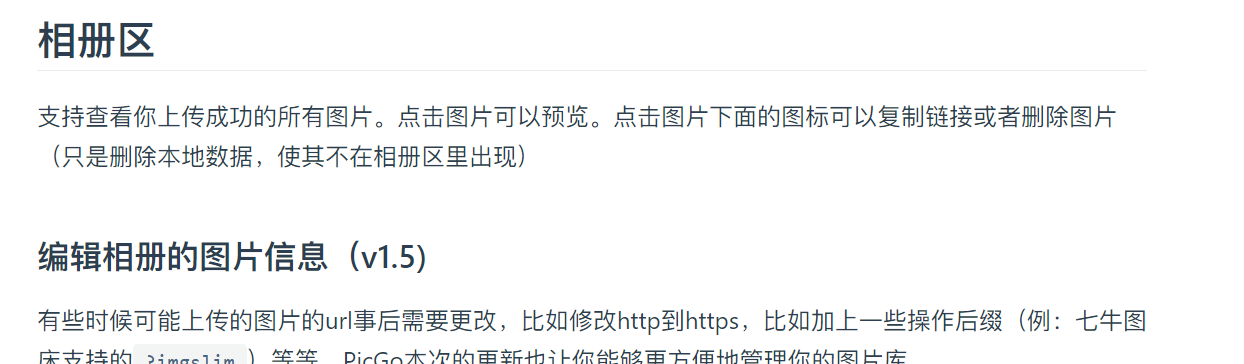 相册区
支持查看你上传成功的所有图片。点击图片可以预览。点击图片下面的图标可以复制链接或者删除图片
（只是删除本地数据，使其不在相册区里出现）
编辑相册的图片信息（v1.5）
有些时候可能上传的图片的url事后需要更改，比如修改http到https，比如加上一些操作后缀（例：七牛图
床支持的 ?imgslim ）等等。PicGo本次的更新也让你能够更方便地管理你的图片库